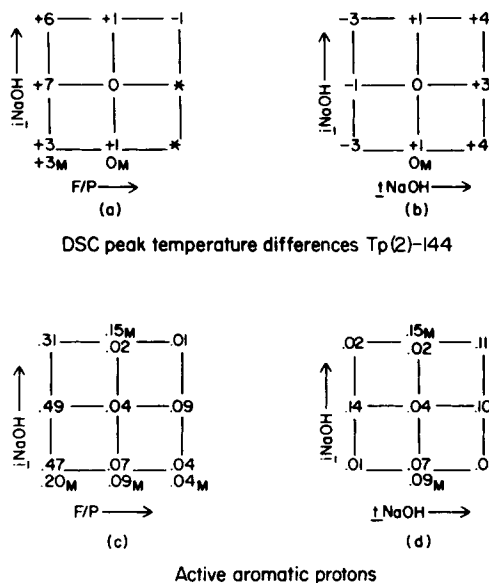 +6 +1 -1 -3 +1 +4
iNaOH +7 0 * iNaOH -1 0 +3
+3 +1 * -3 +1 +4
+3M 0M 0M
F/P tNaOH
(a) (b)
DSC peak temperature differences Tp(2)-144
.15M .15M
.31 .02 .01 .02 .02 .11
iNaOH .49 .04 .09 iNaOH .14 .04 .10
.47 .07 .04 .01 .07
.20M .09M .04M .09M
F/P tNaOH
(c) (d)
Active aromatic protons